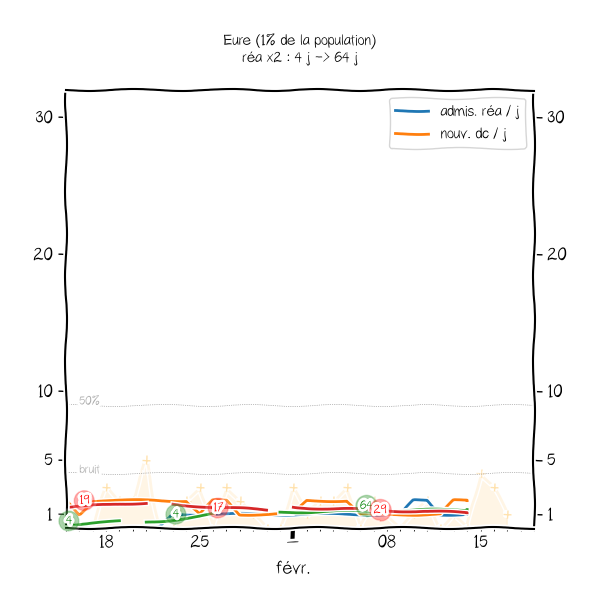 Eure (1% de la population)
réa x2 : 4 j -> 64 j
admis. réa / j
nouv. dc / j
30 30
20 20
10 10
50%
5 5
bruit
1 1
19 17 64 29
4 4
18 25 1 08 15
févr.